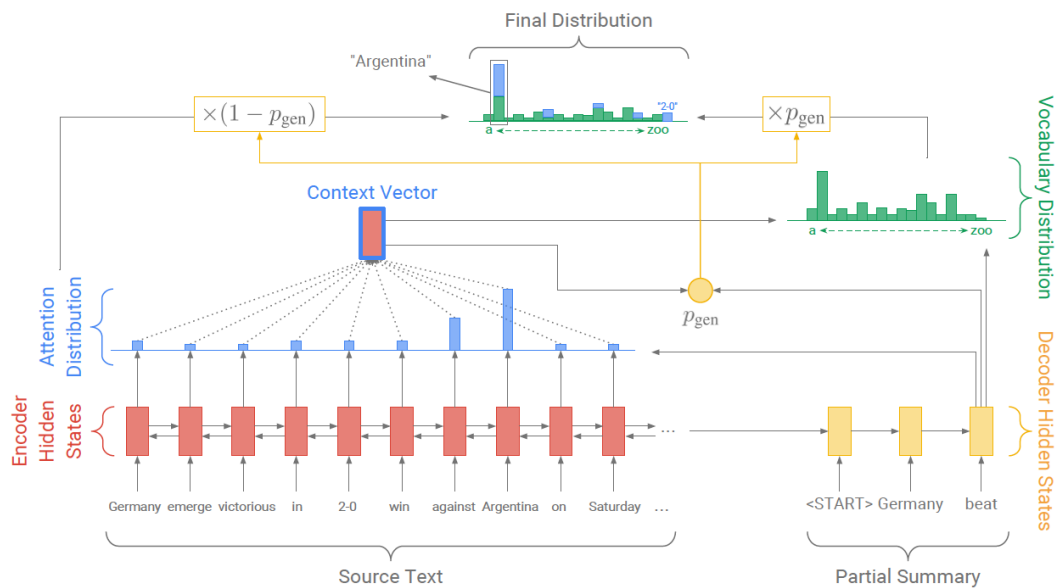 Final Distribution
"Argentina"
×(1 − p_gen)
"2-0"
×p_gen
a
zoo
Context Vector
Vocabulary Distribution
a
zoo
Attention
Distribution
p_gen
Encoder
Hidden
States
Decoder Hidden States
...
Germany emerge victorious in 2-0 win against Argentina on Saturday ...
<START> Germany beat
Source Text
Partial Summary